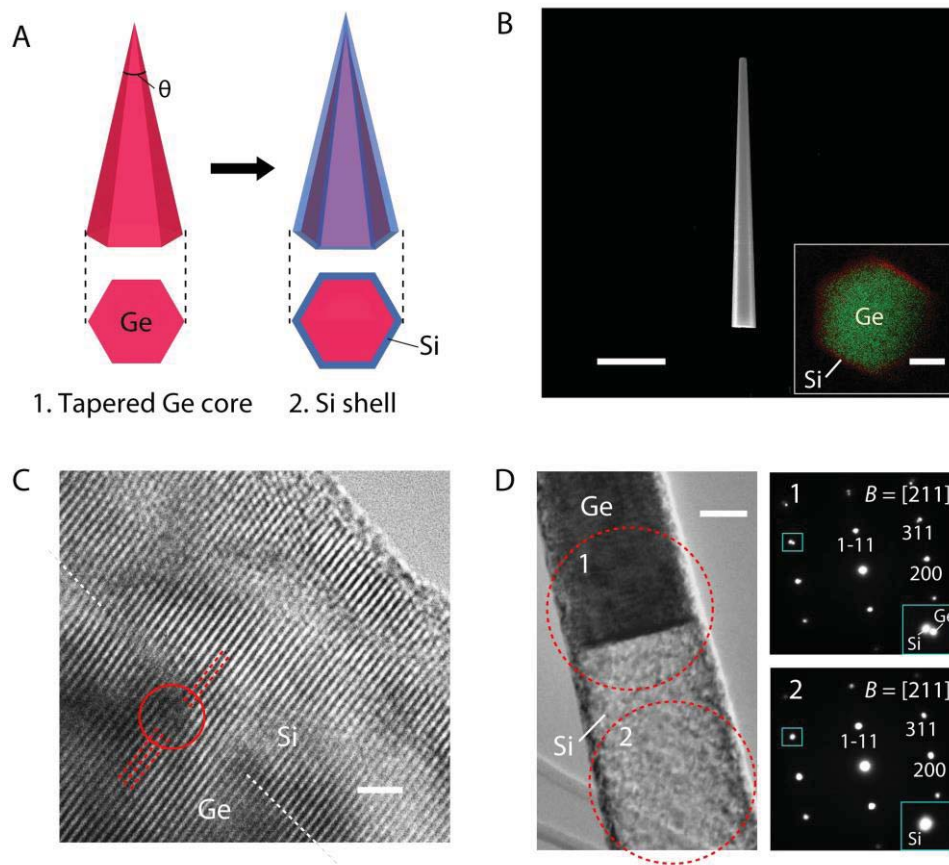 A
θ
Ge
Si
1. Tapered Ge core
2. Si shell
B
Ge
Si
C
Si
Ge
D
Ge
1
Si
2
1
B = [211]
311
1-11
200
Si
Ge
2
B = [211]
311
1-11
200
Si